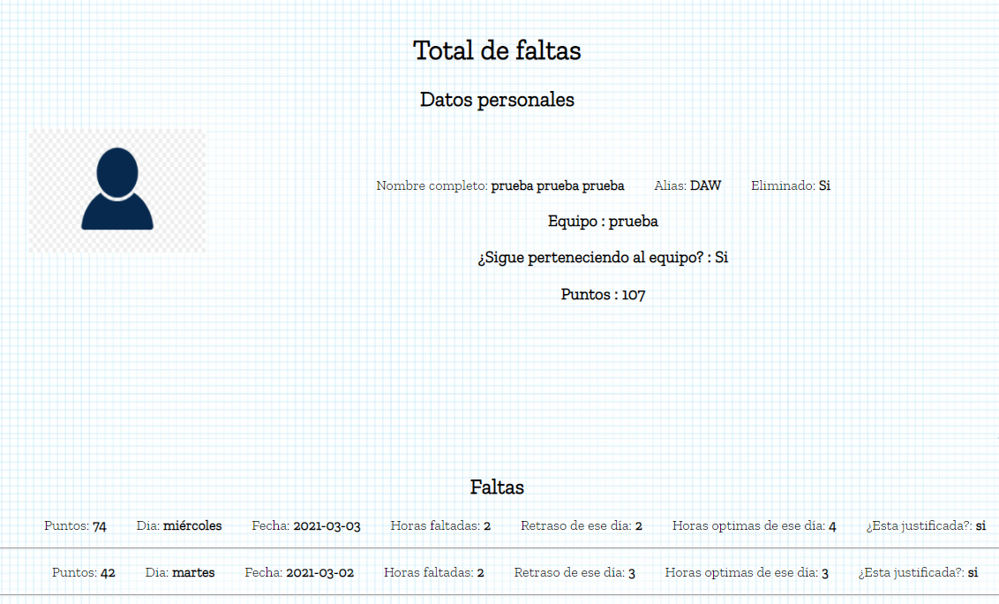 Total de faltas
Datos personales
Nombre completo: prueba prueba prueba Alias: DAW Eliminado: Si
Equipo : prueba
¿Sigue perteneciendo al equipo? : Si
Puntos : 107
Faltas
Puntos: 74 Dia: miércoles Fecha: 2021-03-03 Horas faltadas: 2 Retraso de ese día: 2 Horas optimas de ese día: 4 ¿Esta justificada?: si
Puntos: 42 Dia: martes Fecha: 2021-03-02 Horas faltadas: 2 Retraso de ese día: 3 Horas optimas de ese día: 3 ¿Esta justificada?: si